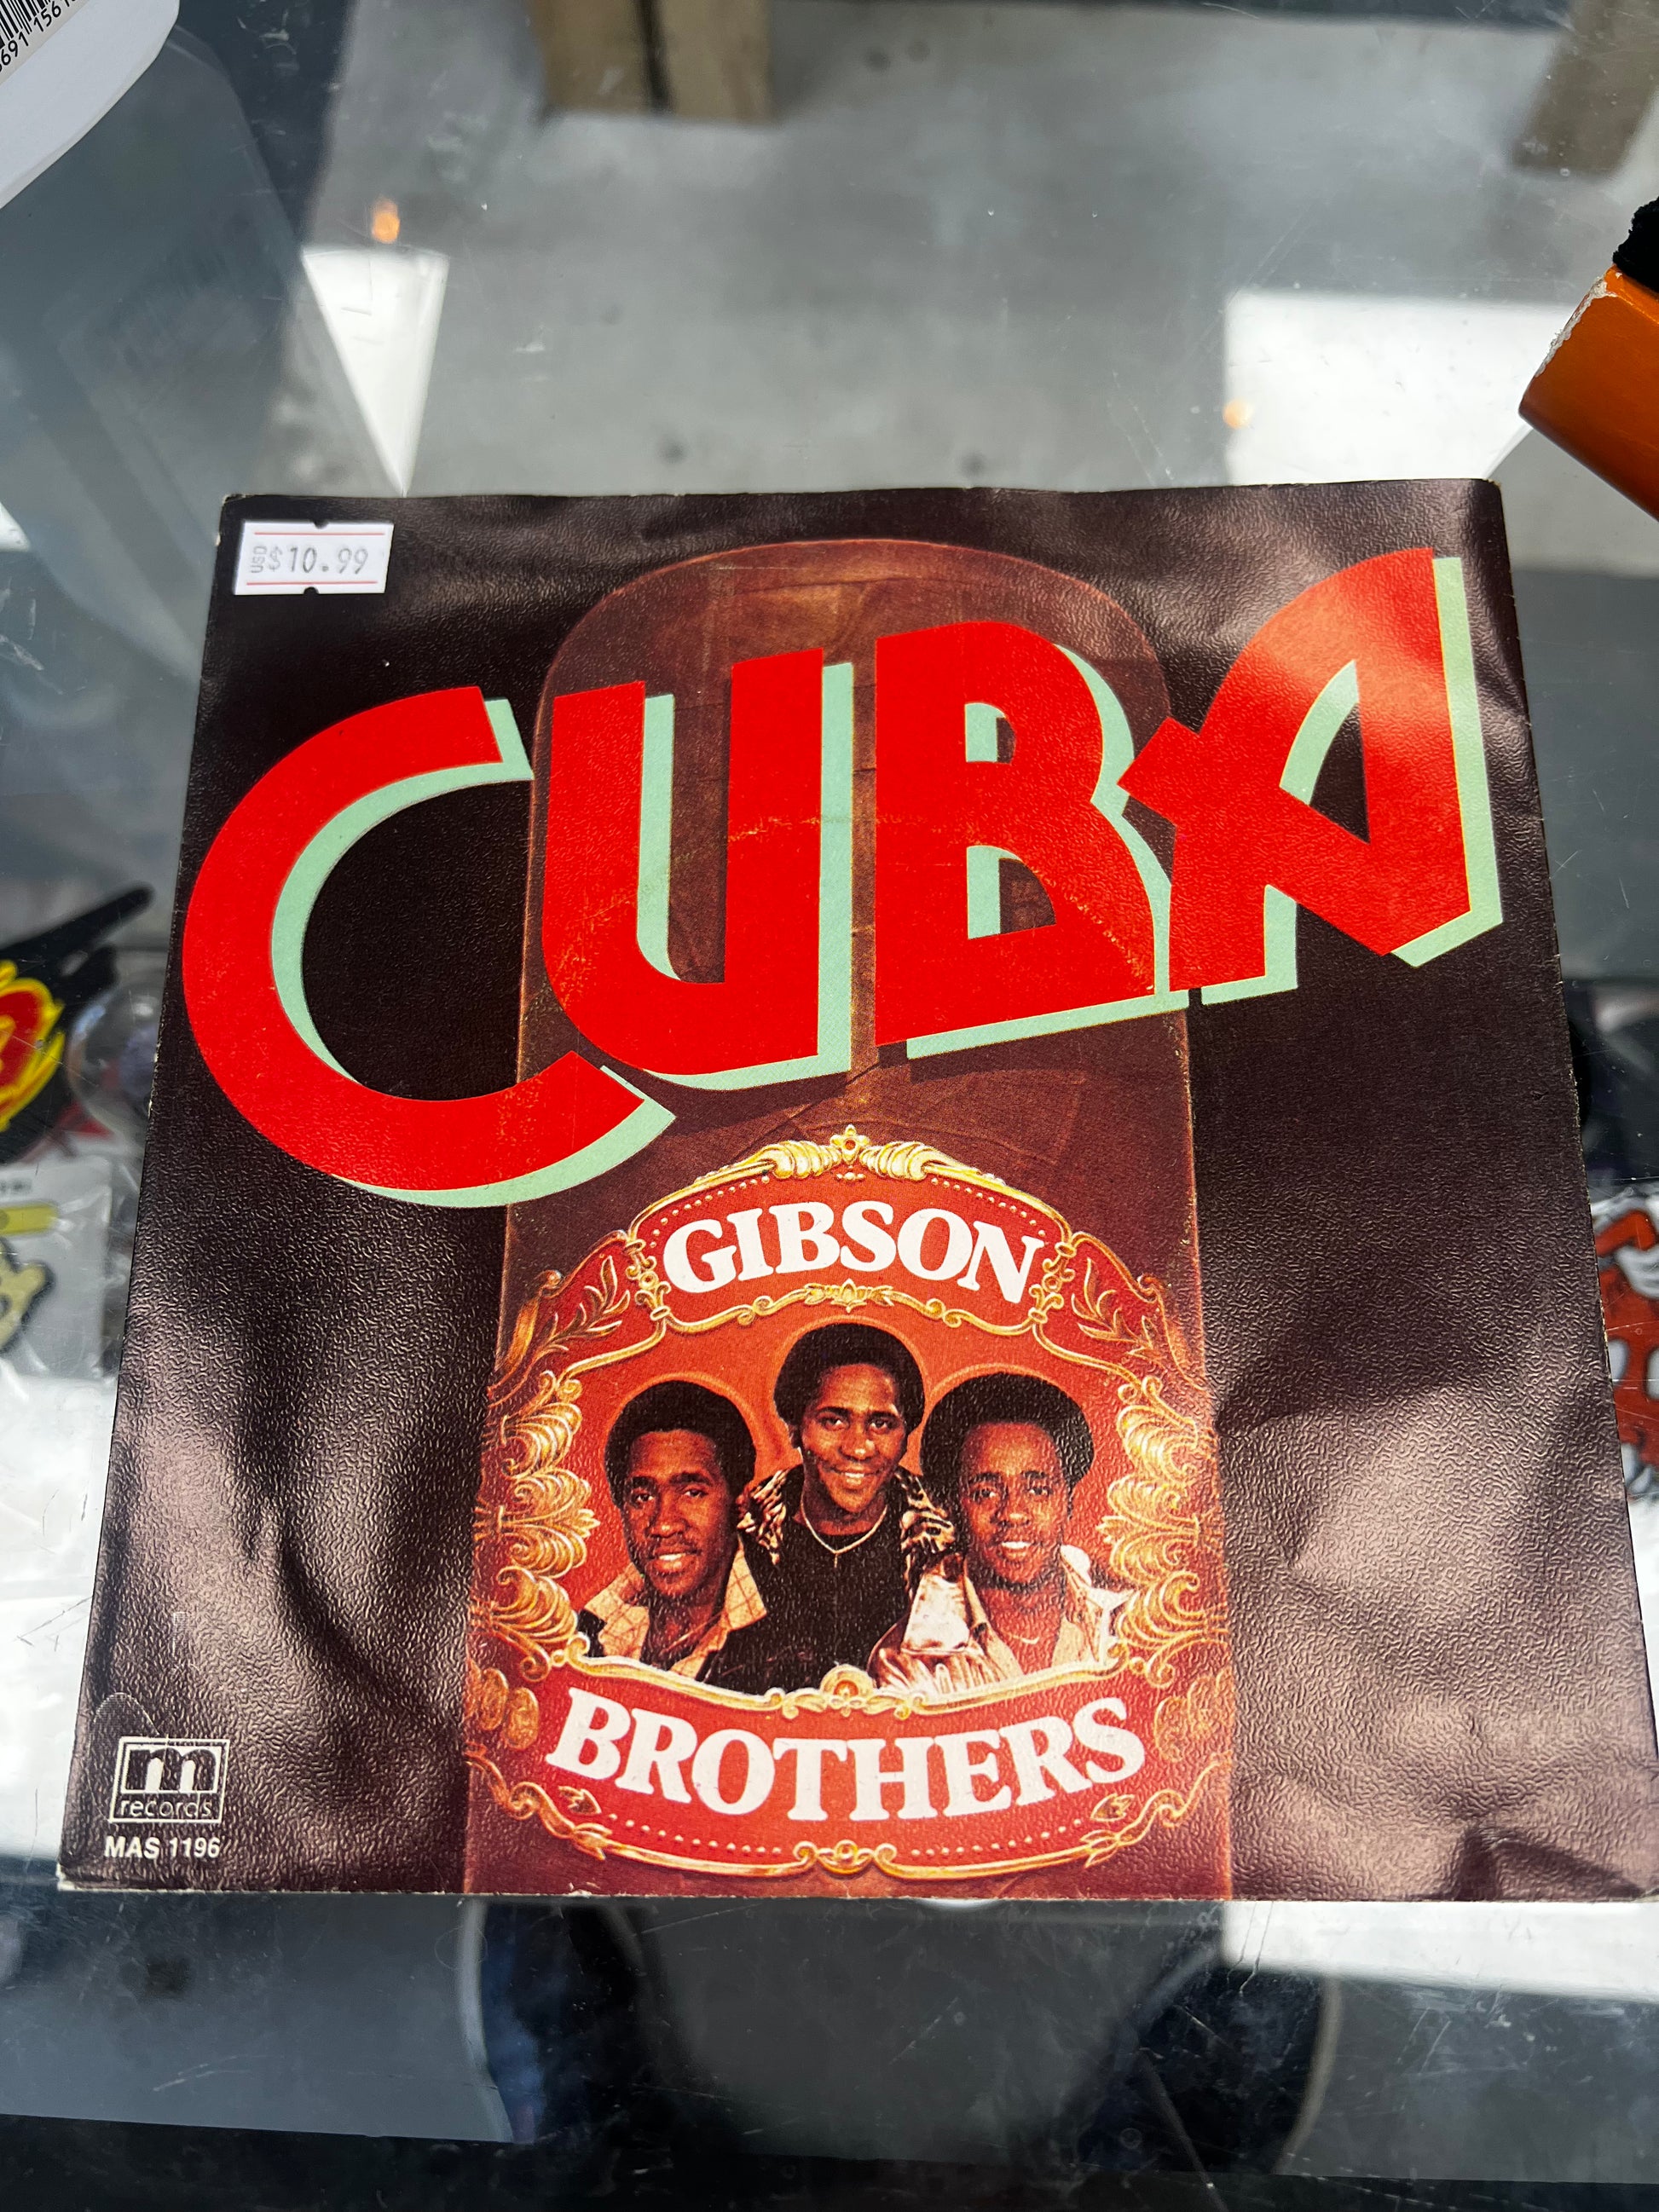 USD$10.99
CUBA
GIBSON
BROTHERS
m
records
MAS 1196